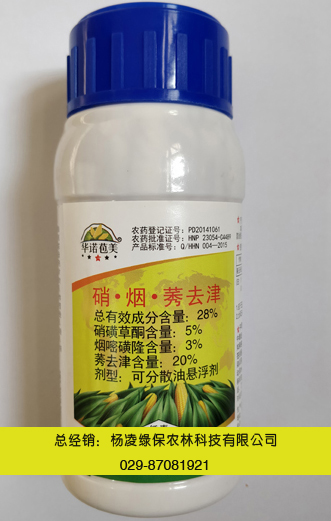 华诺苞美
农药登记证号：PD20141061
农药批准证号：HNP 23054-D4489
产品标准号：Q/HHN 004—2015
硝·烟·莠去津
总有效成分含量：28%
硝磺草酮含量：5%
烟嘧磺隆含量：3%
莠去津含量：20%
剂型：可分散油悬浮剂
总经销：杨凌绿保农林科技有限公司
029-87081921